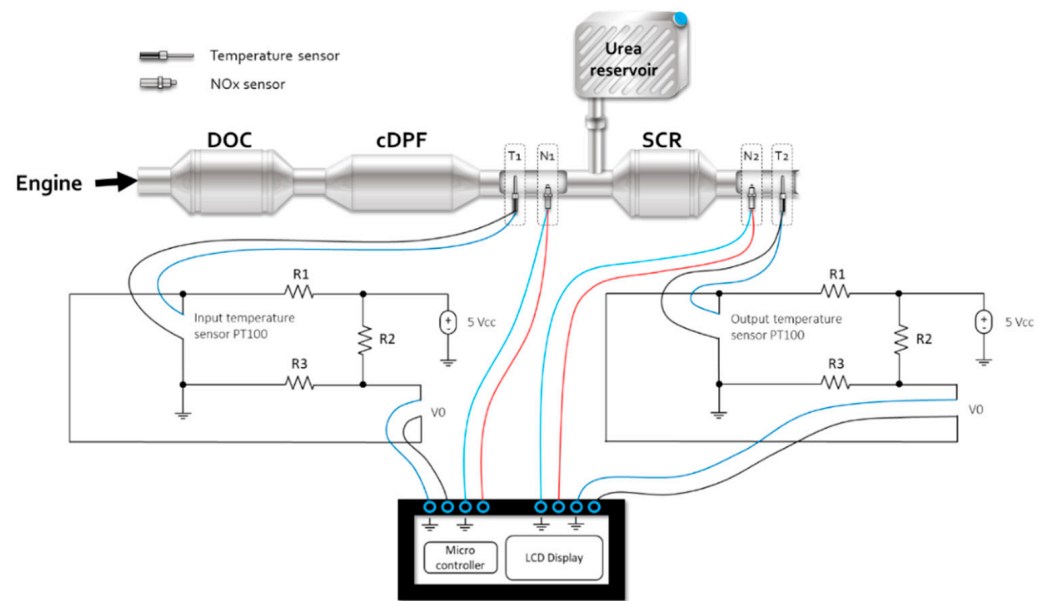 Temperature sensor
NOx sensor
Urea
reservoir
DOC
cDPF
SCR
T1
N1
N2
T2
Engine
R1
Input temperature
sensor PT100
R2
R3
+
-
5 Vcc
V0
R1
Output temperature
sensor PT100
R2
R3
+
-
5 Vcc
V0
Micro
controller
LCD Display